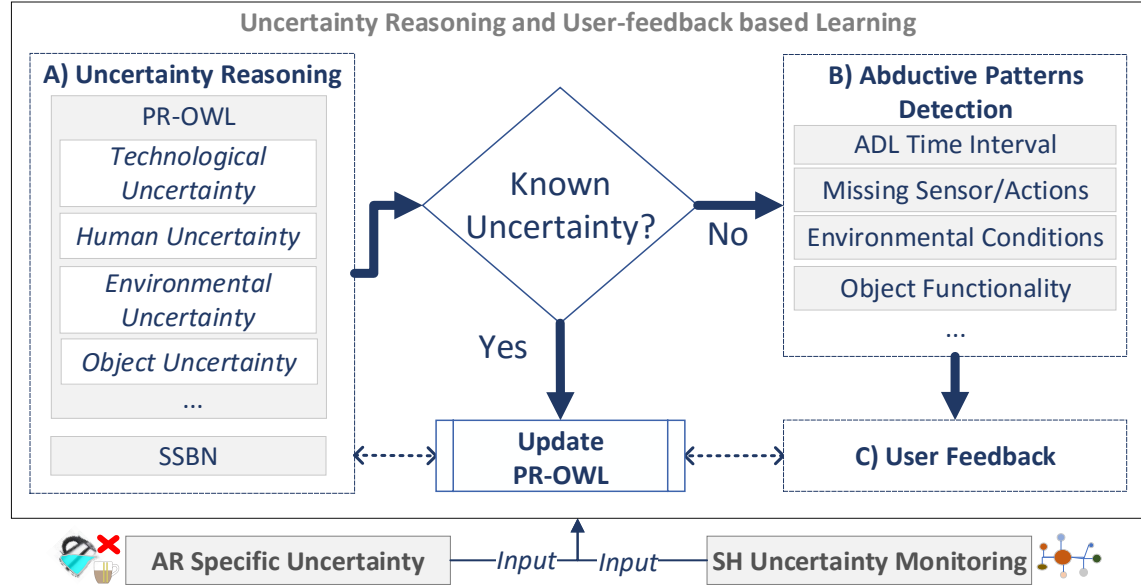 Uncertainty Reasoning and User-feedback based Learning
A) Uncertainty Reasoning
PR-OWL
Technological
Uncertainty
Human Uncertainty
Environmental
Uncertainty
Object Uncertainty
...
SSBN
Known
Uncertainty?
No
Yes
Update
PR-OWL
B) Abductive Patterns
Detection
ADL Time Interval
Missing Sensor/Actions
Environmental Conditions
Object Functionality
...
C) User Feedback
AR Specific Uncertainty
Input
Input
SH Uncertainty Monitoring